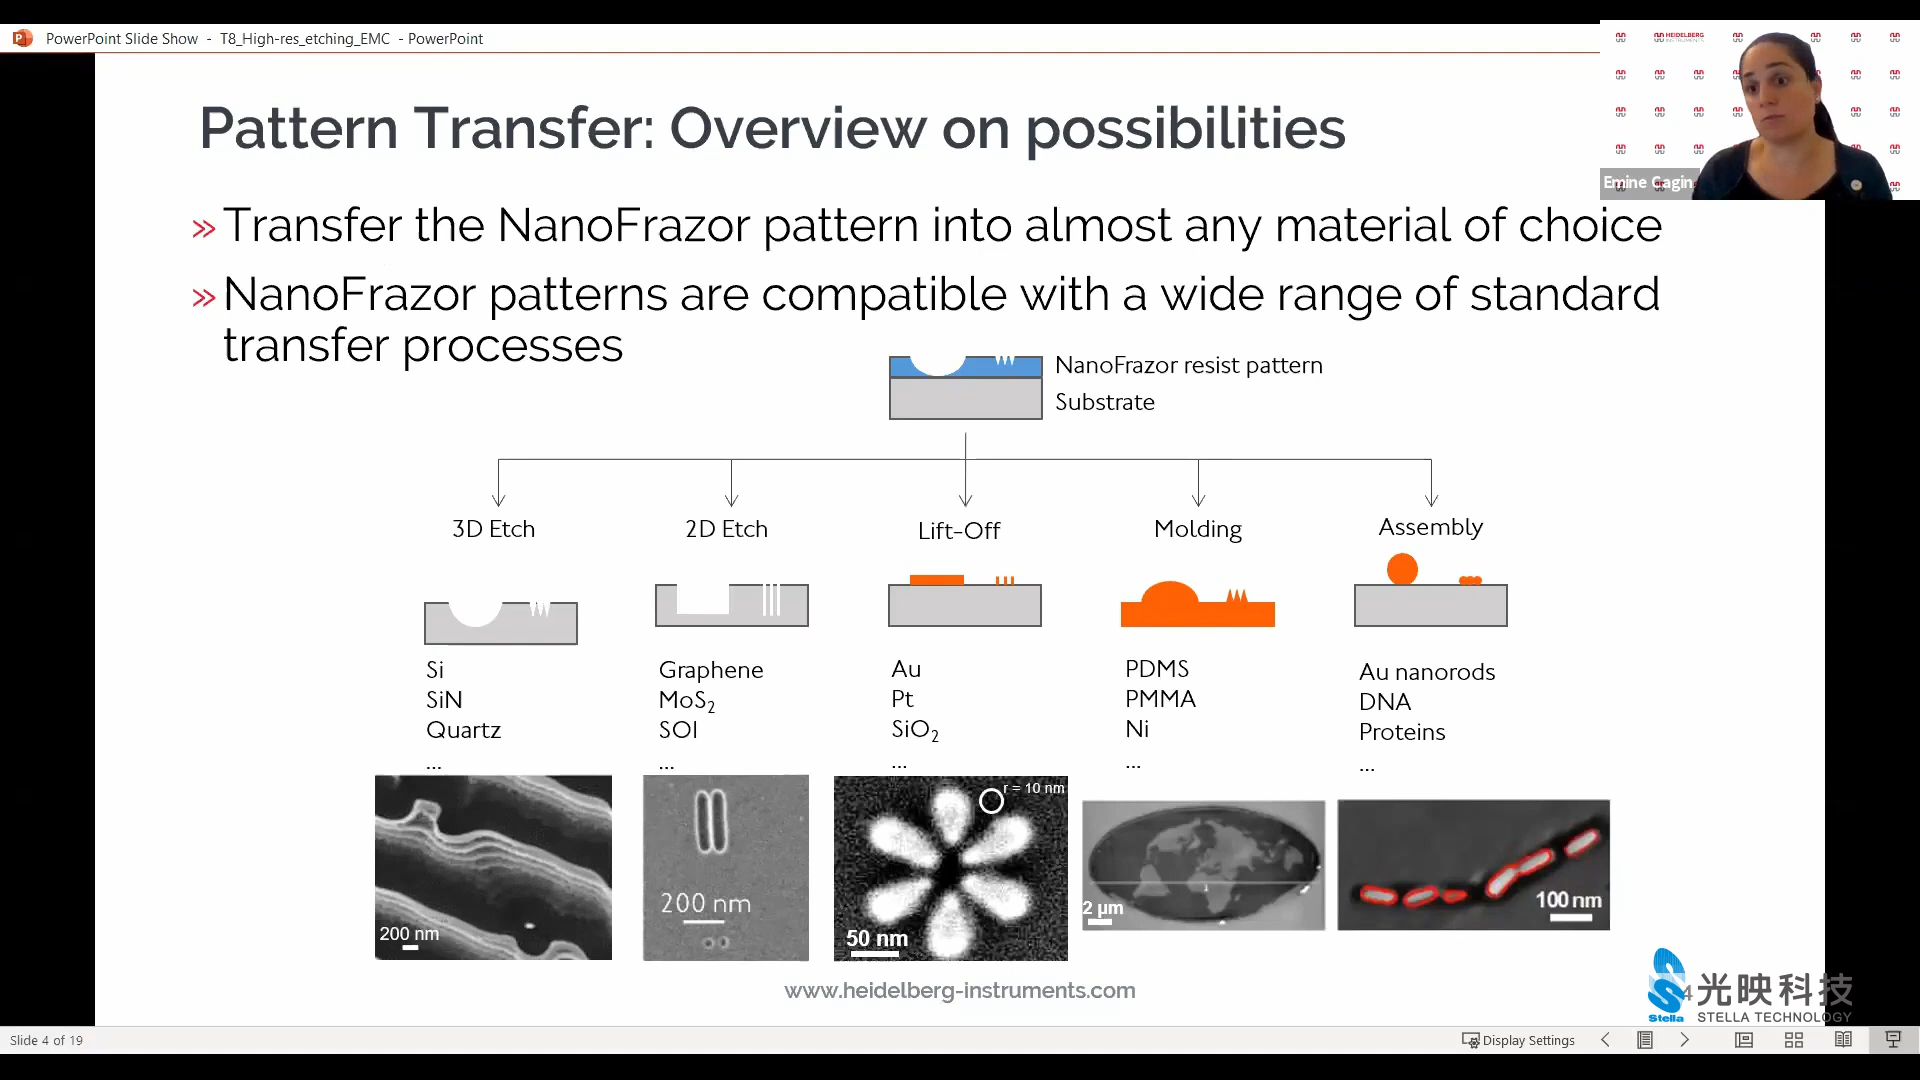 PowerPoint Slide Show - T8_High-res_etching_EMC - PowerPoint
HEIDELBERG
INSTRUMENTS
Emine Cagin
Pattern Transfer: Overview on possibilities
» Transfer the NanoFrazor pattern into almost any material of choice
» NanoFrazor patterns are compatible with a wide range of standard
transfer processes
NanoFrazor resist pattern
Substrate
3D Etch
2D Etch
Lift-Off
Molding
Assembly
Si
SiN
Quartz
...
Graphene
MoS₂
SOI
...
Au
Pt
SiO₂
...
PDMS
PMMA
Ni
...
Au nanorods
DNA
Proteins
...
200 nm
200 nm
r = 10 nm
50 nm
2 µm
100 nm
www.heidelberg-instruments.com
4
Stella
光映科技
STELLA TECHNOLOGY
Slide 4 of 19
Display Settings